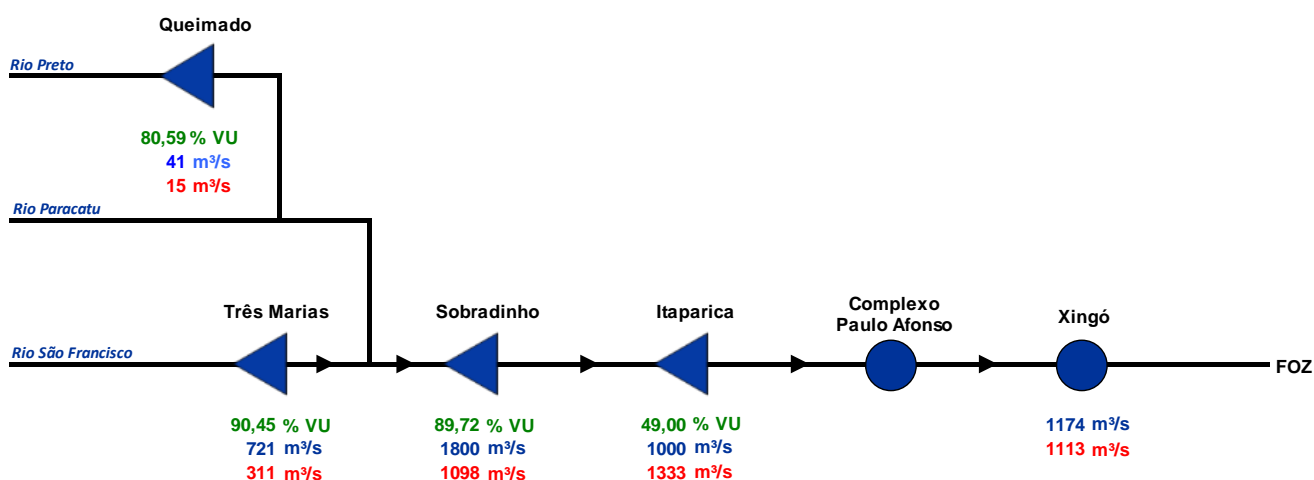 Queimado
Rio Preto
80,59 % VU
41 m³/s
15 m³/s
Rio Paracatu
Três Marias
Sobradinho
Itaparica
Complexo
Paulo Afonso
Xingó
Rio São Francisco
FOZ
90,45 % VU
721 m³/s
311 m³/s
89,72 % VU
1800 m³/s
1098 m³/s
49,00 % VU
1000 m³/s
1333 m³/s
1174 m³/s
1113 m³/s